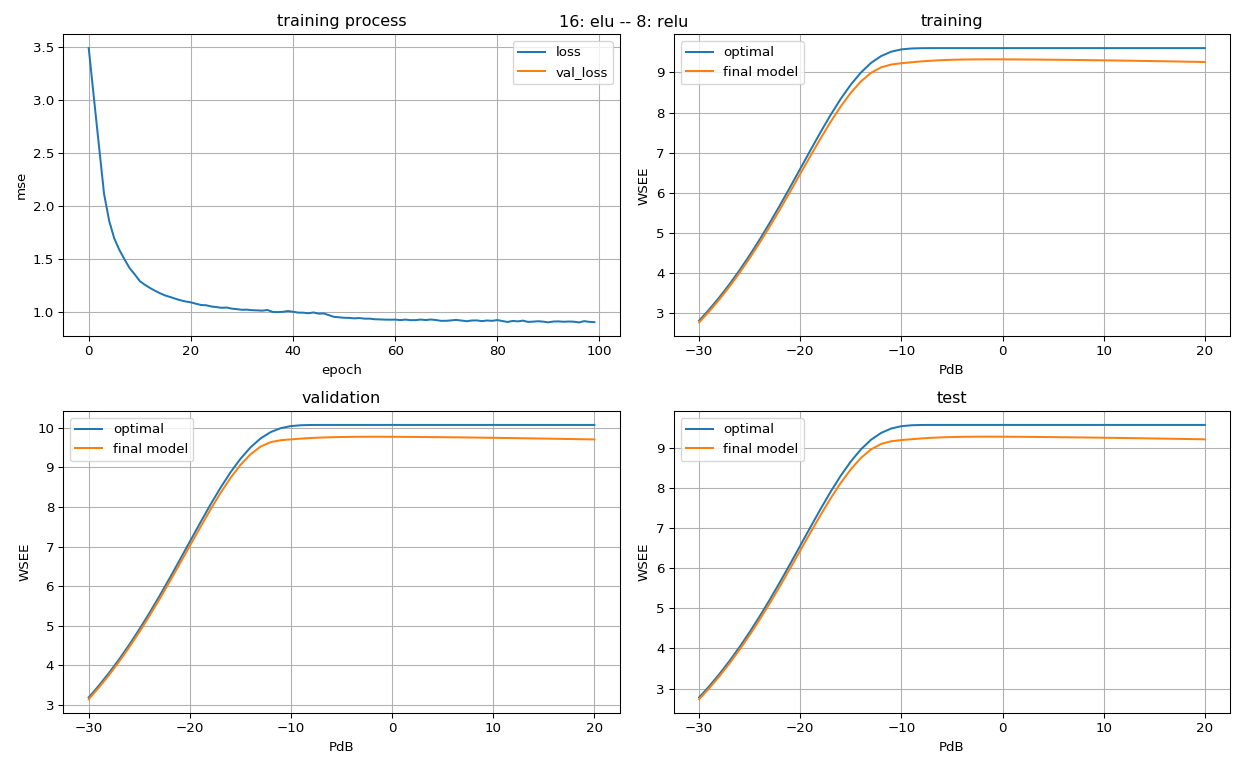 16: elu -- 8: relu
training process
3.5
3.0
2.5
2.0
1.5
1.0
mse
0
20
40
60
80
100
epoch
loss
val_loss
training
9
8
7
6
5
4
3
WSEE
−30
−20
−10
0
10
20
PdB
optimal
final model
validation
10
9
8
7
6
5
4
3
WSEE
−30
−20
−10
0
10
20
PdB
optimal
final model
test
9
8
7
6
5
4
3
WSEE
−30
−20
−10
0
10
20
PdB
optimal
final model